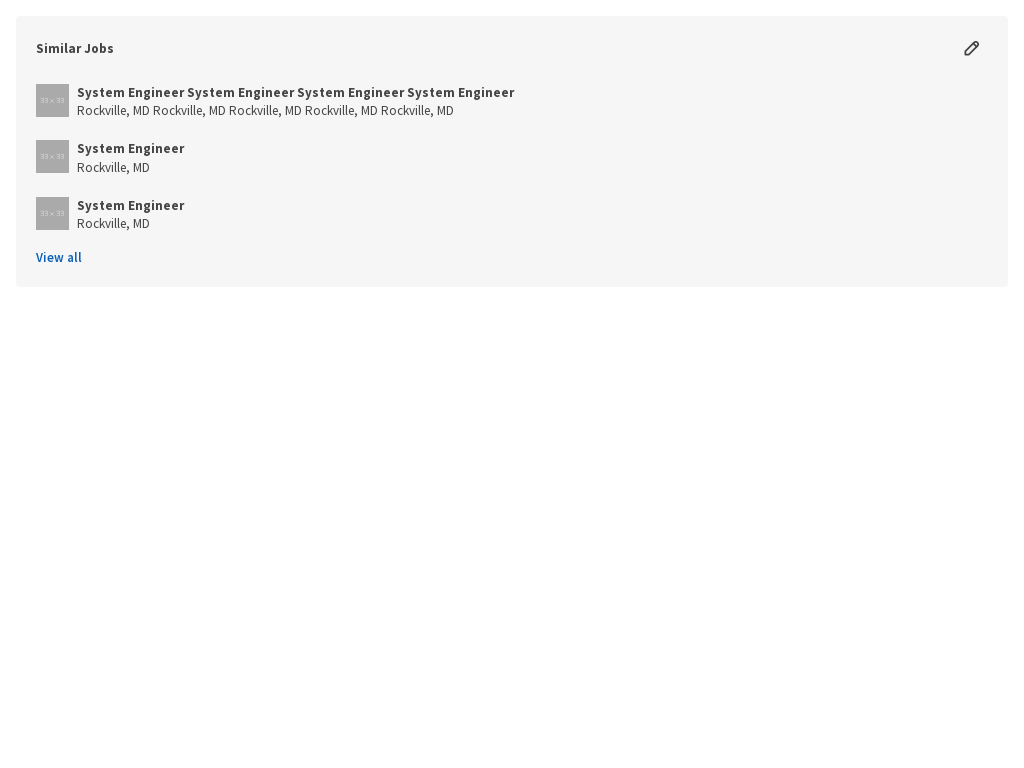 Similar Jobs
33 x 33
System Engineer System Engineer System Engineer System Engineer
Rockville, MD Rockville, MD Rockville, MD Rockville, MD Rockville, MD
33 x 33
System Engineer
Rockville, MD
33 x 33
System Engineer
Rockville, MD
View all